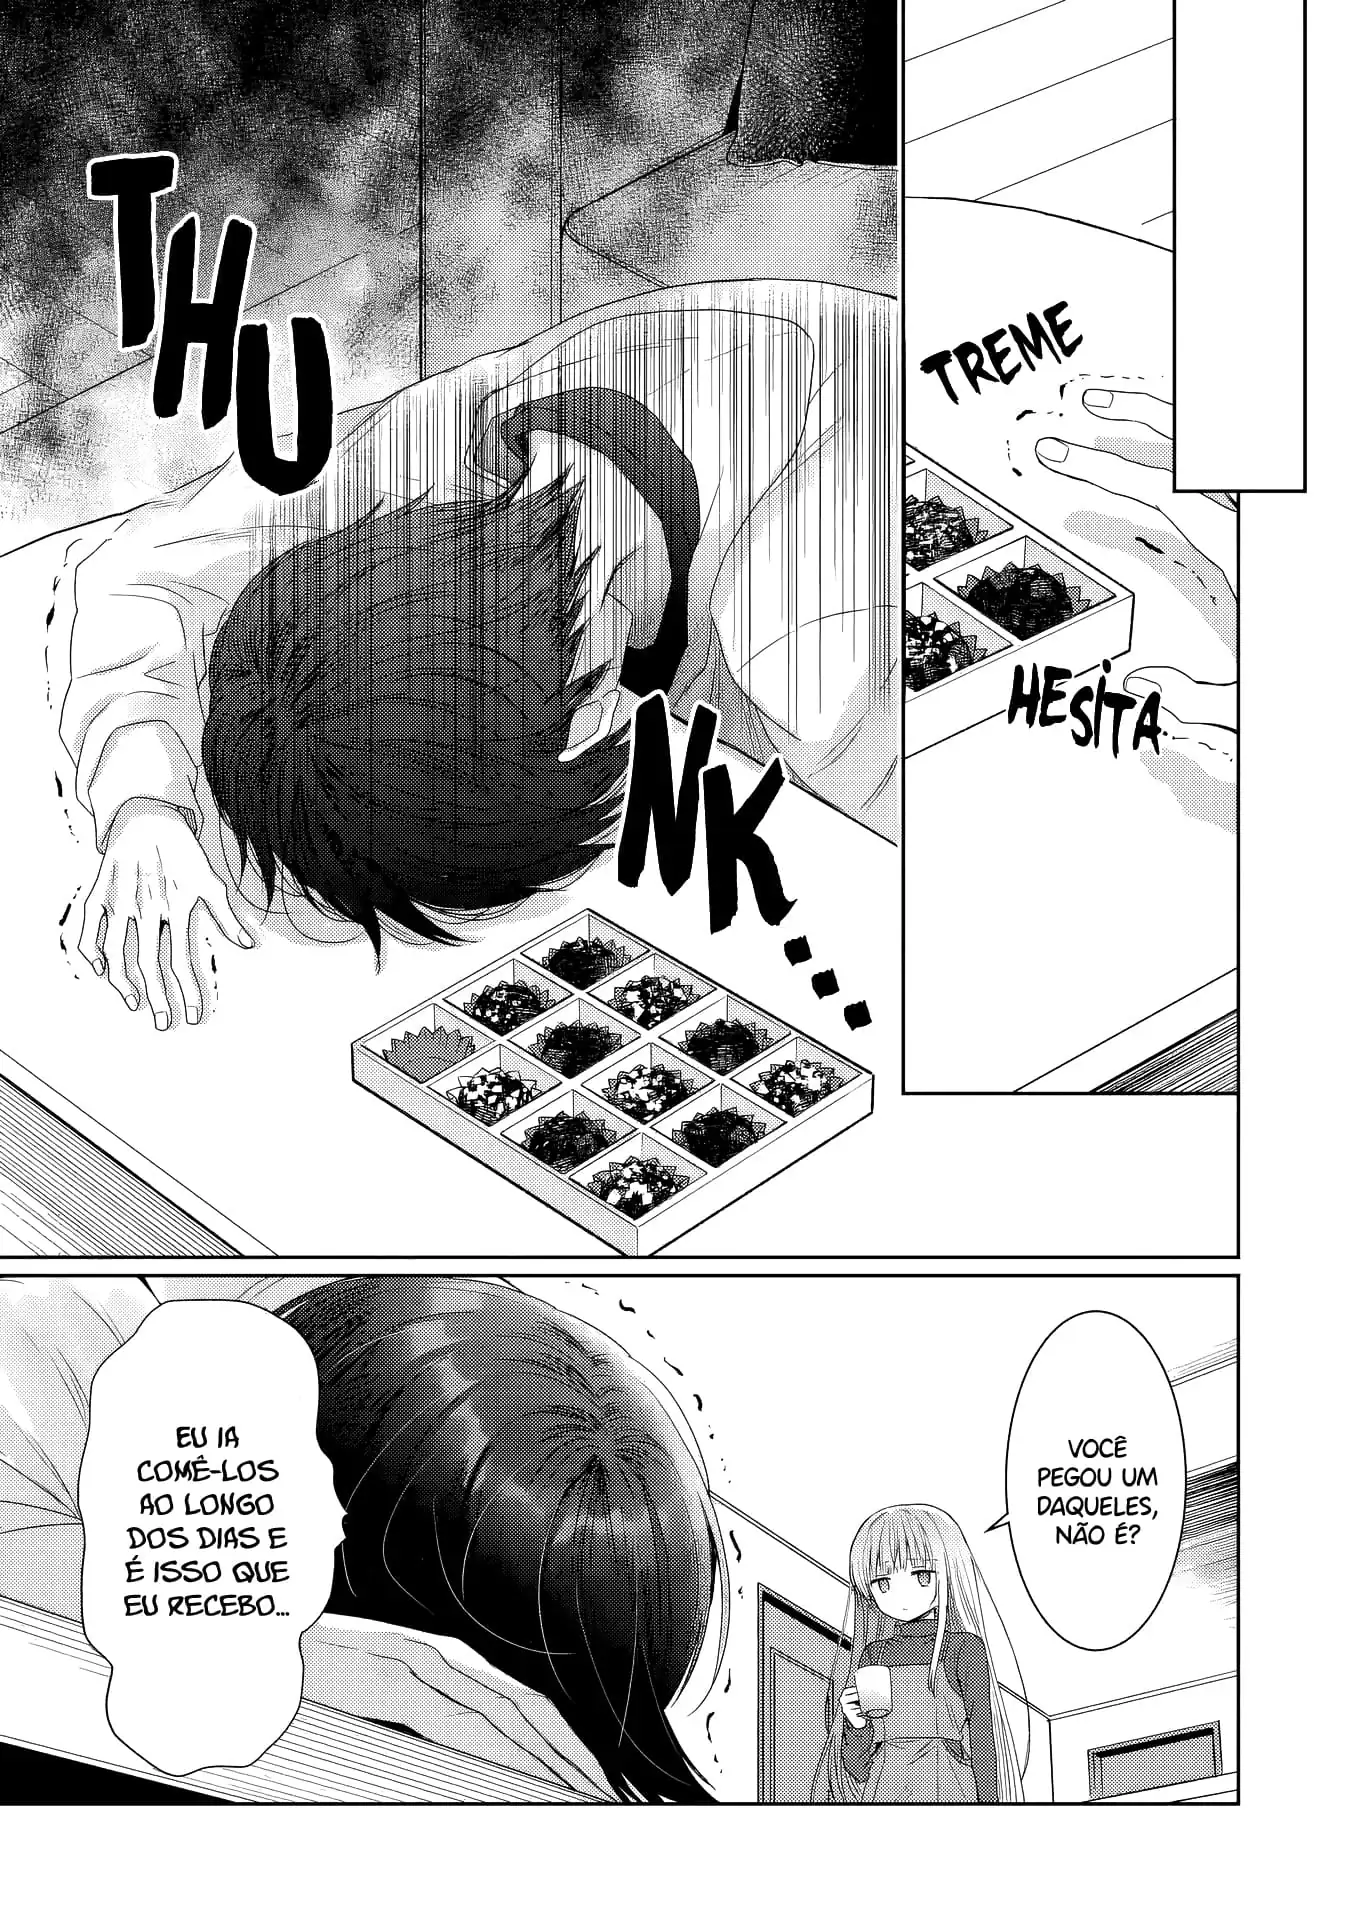 TREME
HESITA
THU
NK...
VOCÊ
PEGOU UM
DAQUELES,
NÃO É?
EU IA
COMÊ-LOS
AO LONGO
DOS DIAS E
É ISSO QUE
EU RECEBO...